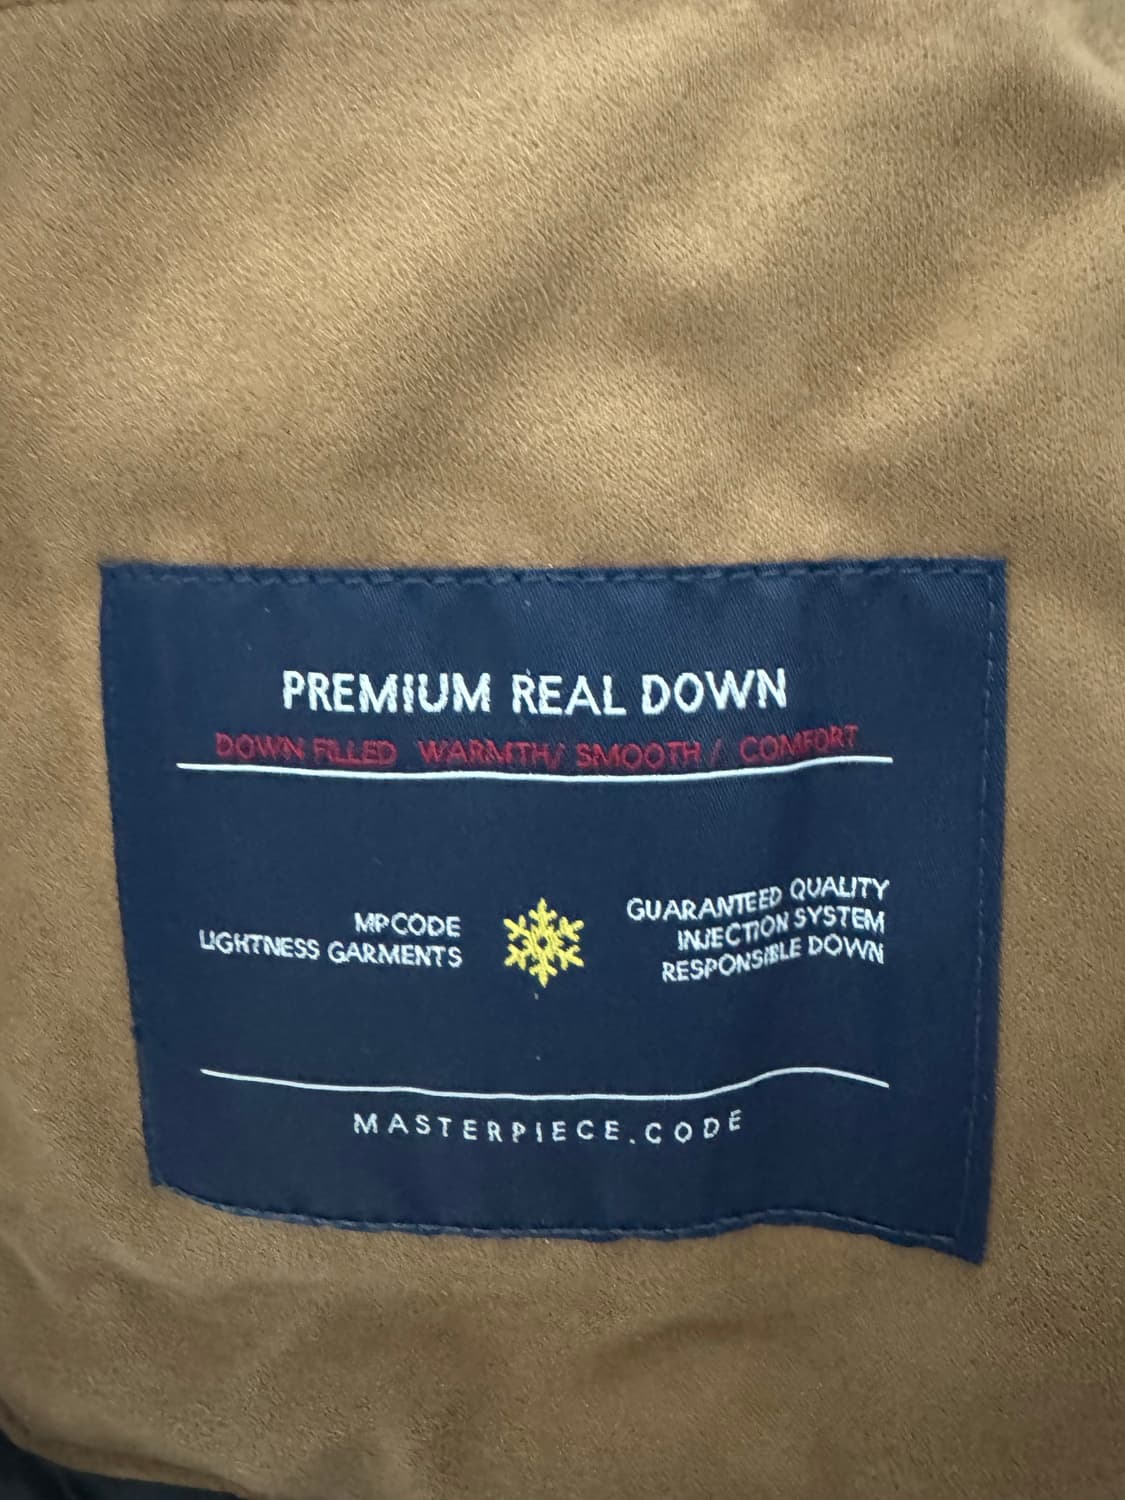 PREMIUM REAL DOWN
DOWN FILLED WARMTH/ SMOOTH / COMFORT
MPCODE
LIGHTNESS GARMENTS
GUARANTEED QUALITY
INJECTION SYSTEM
RESPONSIBLE DOWN
MASTERPIECE.CODE